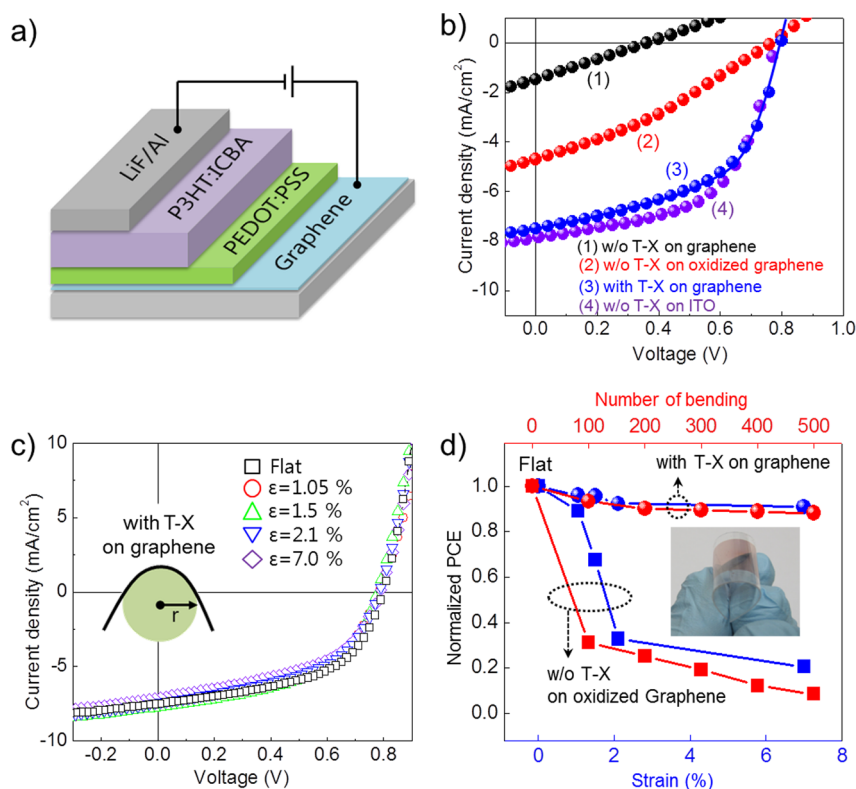 a)
LiF/Al
P3HT:ICBA
PEDOT:PSS
Graphene
b)
Current density (mA/cm²)
0
-2
-4
-6
-8
-10
(1)
(2)
(3)
(4)
(1) w/o T-X on graphene
(2) w/o T-X on oxidized graphene
(3) with T-X on graphene
(4) w/o T-X on ITO
0.0 0.2 0.4 0.6 0.8 1.0
Voltage (V)
c)
Current density (mA/cm²)
10
5
0
-5
-10
with T-X
on graphene
r
Flat
ε=1.05 %
ε=1.5 %
ε=2.1 %
ε=7.0 %
-0.2 0.0 0.2 0.4 0.6 0.8
Voltage (V)
d)
Number of bending
0 100 200 300 400 500
Normalized PCE
1.0
0.8
0.6
0.4
0.2
0.0
Flat
with T-X on graphene
w/o T-X
on oxidized Graphene
0 2 4 6 8
Strain (%)